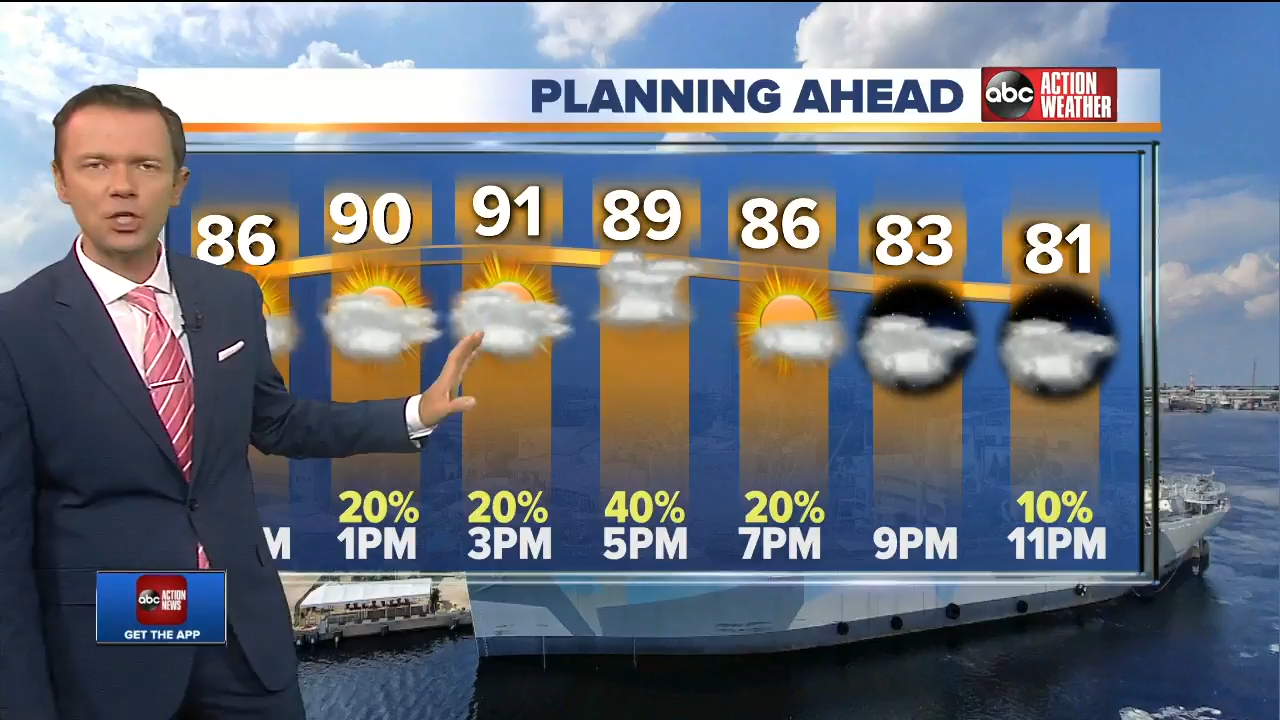 PLANNING AHEAD
abc ACTION WEATHER
86 90 91 89 86 83 81
20% 20% 40% 20% 10%
M 1PM 3PM 5PM 7PM 9PM 11PM
abc ACTION NEWS
GET THE APP